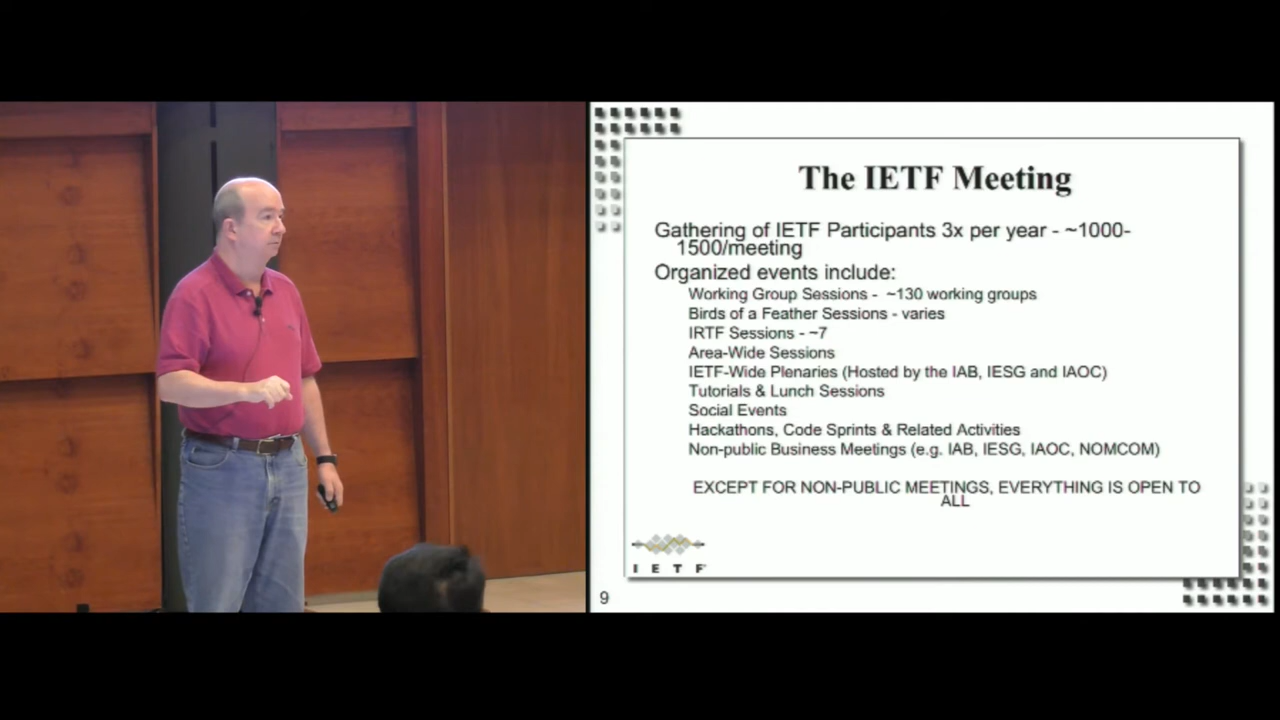 The IETF Meeting
Gathering of IETF Participants 3x per year - ~1000-
1500/meeting
Organized events include:
Working Group Sessions - ~130 working groups
Birds of a Feather Sessions - varies
IRTF Sessions - ~7
Area-Wide Sessions
IETF-Wide Plenaries (Hosted by the IAB, IESG and IAOC)
Tutorials & Lunch Sessions
Social Events
Hackathons, Code Sprints & Related Activities
Non-public Business Meetings (e.g. IAB, IESG, IAOC, NOMCOM)
EXCEPT FOR NON-PUBLIC MEETINGS, EVERYTHING IS OPEN TO
ALL
I E T F
9